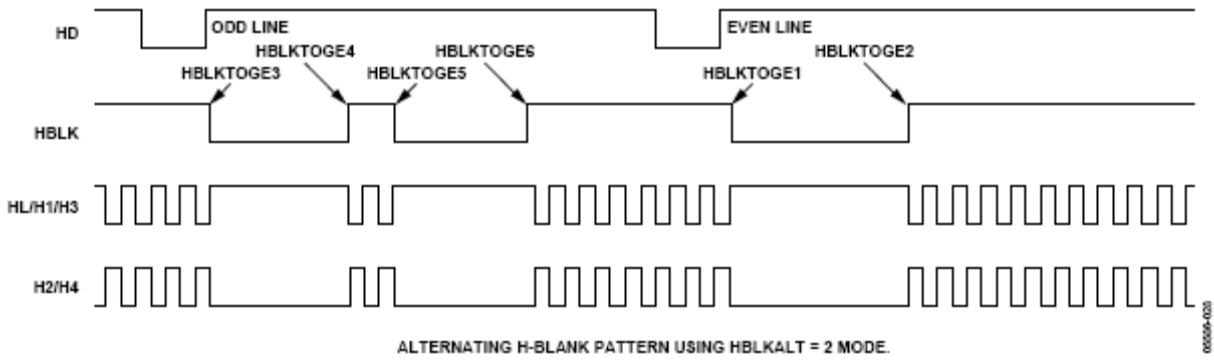 HD
ODD LINE
EVEN LINE
HBLKTOGE4
HBLKTOGE6
HBLKTOGE2
HBLKTOGE3
HBLKTOGE5
HBLKTOGE1
HBLK
HL/H1/H3
H2/H4
ALTERNATING H-BLANK PATTERN USING HBLKALT = 2 MODE.